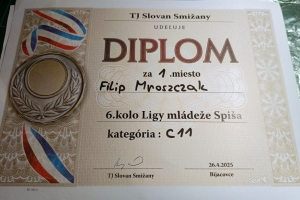 TJ Slovan Smižany
UDEĽUJE
DIPLOM
za 1. miesto
Filip Mroszczak
6.kolo Ligy mládeže Spiša
kategória : C11
26.4.2025
TJ Slovan Smižany
Bijacovce